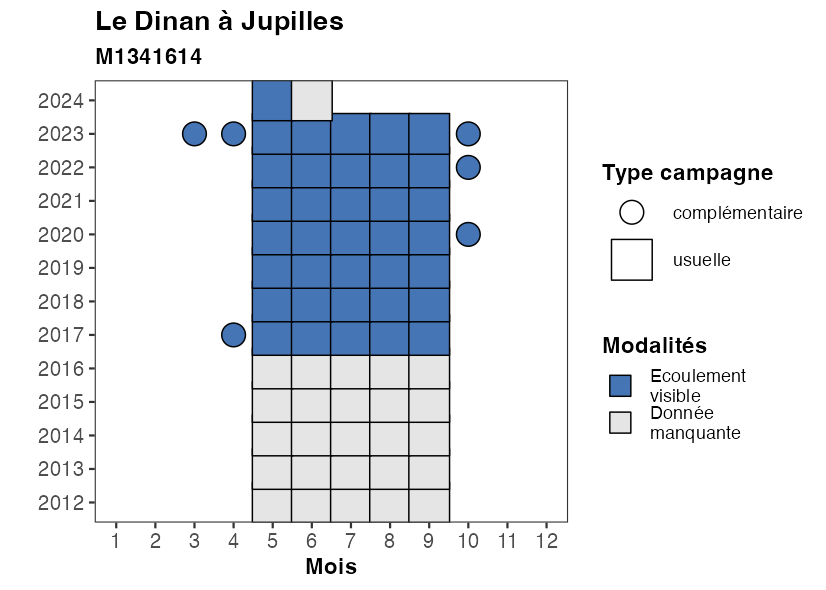 Le Dinan à Jupilles
M1341614
2024
2023
2022
2021
2020
2019
2018
2017
2016
2015
2014
2013
2012
1 2 3 4 5 6 7 8 9 10 11 12
Mois
Type campagne
complémentaire
usuelle
Modalités
Ecoulement
visible
Donnée
manquante